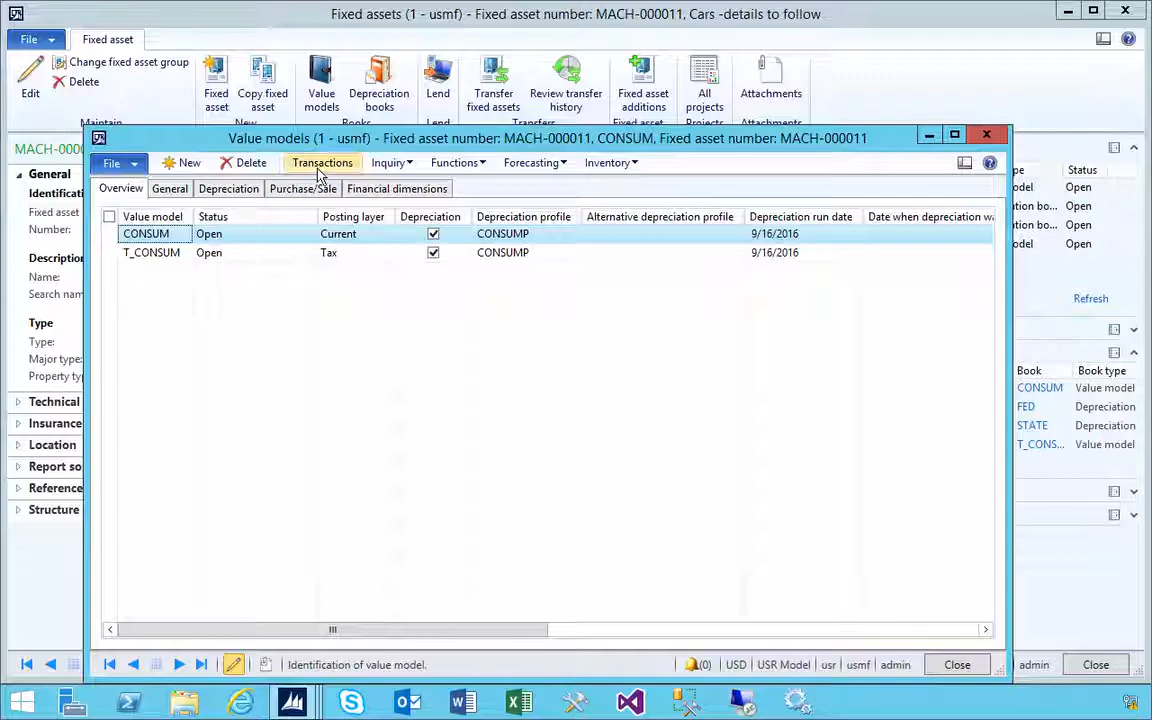 Fixed assets (1 - usmf) - Fixed asset number: MACH-000011, Cars -details to follow
File
Fixed asset
Edit
Change fixed asset group
Delete
Fixed asset
Copy fixed asset
Value models
Depreciation books
Lend
Transfer fixed assets
Review transfer history
Fixed asset additions
All projects
Attachments
Maintain
New
Books
Lend
Transfers
Fixed asset
Projects
Attachments
Value models (1 - usmf) - Fixed asset number: MACH-000011, CONSUM, Fixed asset number: MACH-000011
File
New
Delete
Transactions
Inquiry
Functions
Forecasting
Inventory
Overview
General
Depreciation
Purchase/Sale
Financial dimensions
Value model Status Posting layer Depreciation Depreciation profile Alternative depreciation profile Depreciation run date Date when depreciation wa
CONSUM Open Current CONSUMP 9/16/2016
T_CONSUM Open Tax CONSUMP 9/16/2016
MACH-000
General
Identifica
Fixed asset
Number:
Description
Name:
Search nam
Type
Type:
Major type:
Property ty
Technical
Insurance
Location
Report so
Reference
Structure
pe Status
odel Open
ation bo... Open
ation bo... Open
odel Open
Refresh
Book Book type
CONSUM Value model
FED Depreciation
STATE Depreciation
T_CONS... Value model
Identification of value model.
(0)
USD
USR Model
usr
usmf
admin
Close
admin
Close